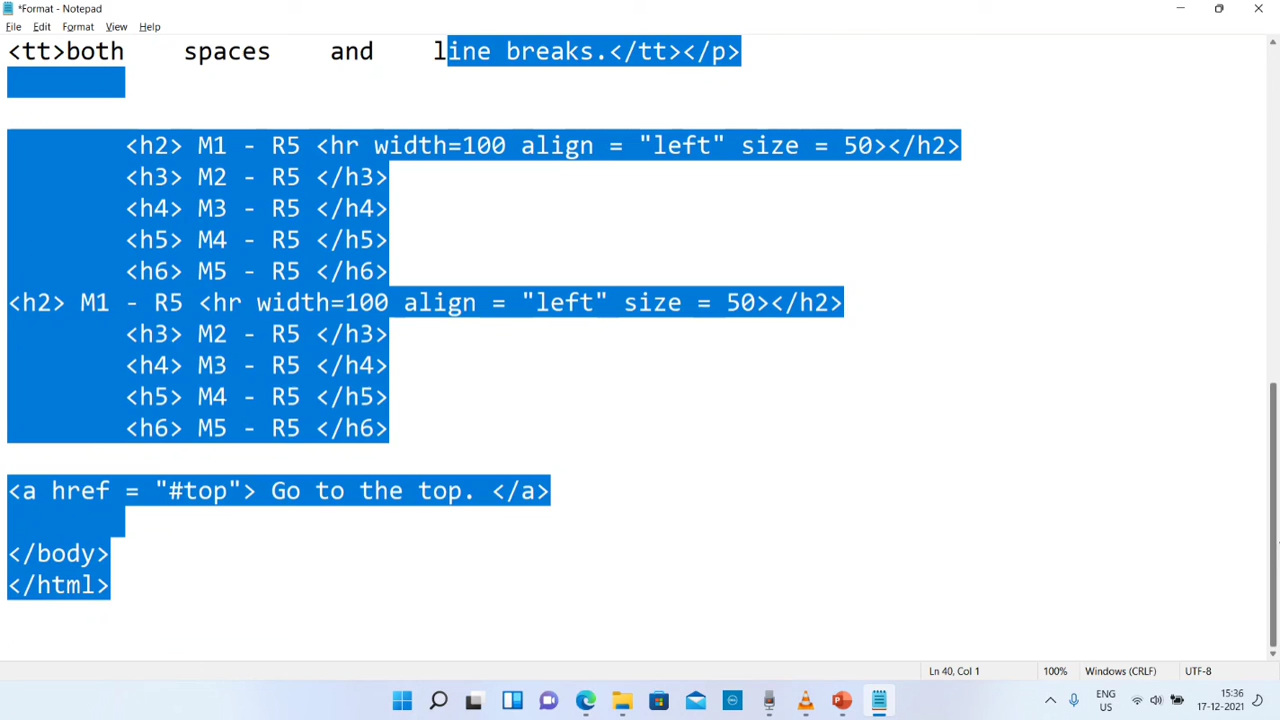 *Format - Notepad
File Edit Format View Help
<tt>both    spaces    and    line breaks.</tt></p>
<h2> M1 - R5 <hr width=100 align = "left" size = 50></h2>
<h3> M2 - R5 </h3>
<h4> M3 - R5 </h4>
<h5> M4 - R5 </h5>
<h6> M5 - R5 </h6>
<h2> M1 - R5 <hr width=100 align = "left" size = 50></h2>
<h3> M2 - R5 </h3>
<h4> M3 - R5 </h4>
<h5> M4 - R5 </h5>
<h6> M5 - R5 </h6>
<a href = "#top"> Go to the top. </a>
</body>
</html>
Ln 40, Col 1 100% Windows (CRLF) UTF-8
ENG 15:36
US 17-12-2021